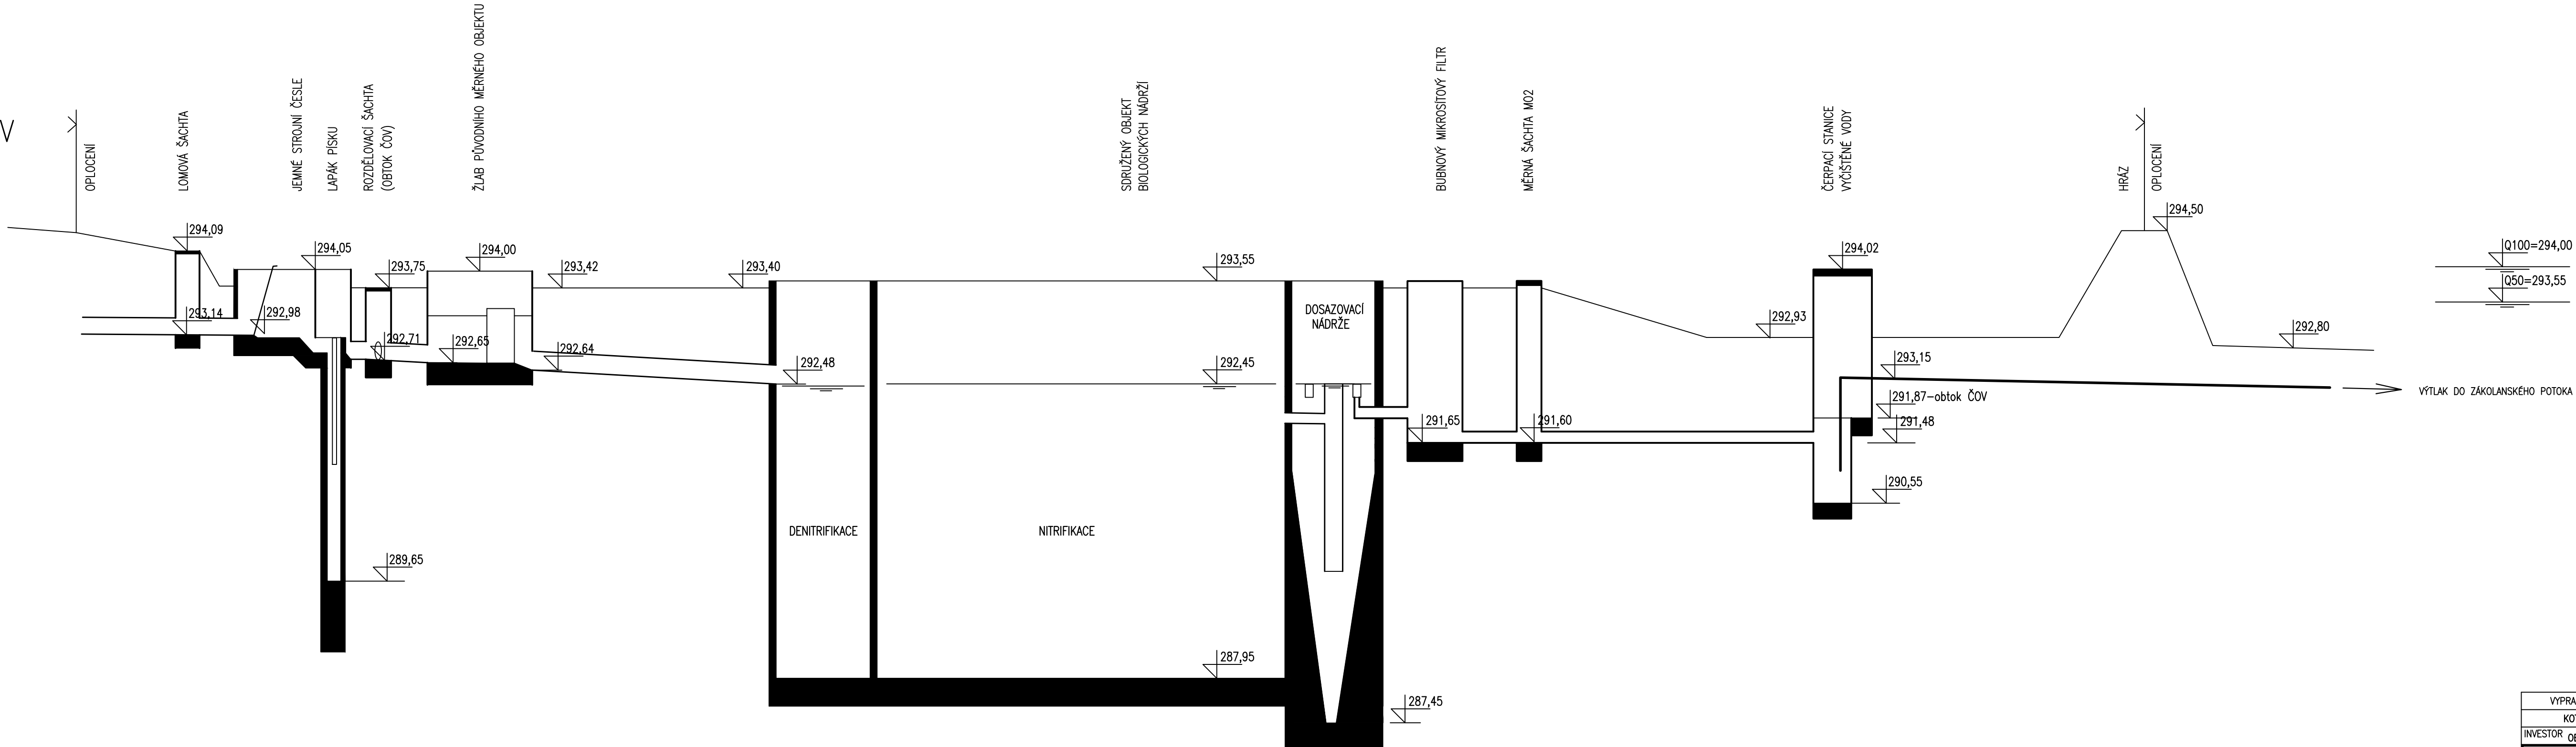 OPLOCENÍ
LOMOVÁ ŠACHTA
JEMNÉ STROJNÍ ČESLE
LAPÁK PÍSKU
ROZDĚLOVACÍ ŠACHTA
(OBTOK ČOV)
ŽLAB PŮVODNÍHO MĚRNÉHO OBJEKTU
SDRUŽENÝ OBJEKT
BIOLOGICKÝCH NÁDRŽÍ
BUBNOVÝ MIKROSÍTOVÝ FILTR
MĚRNÁ ŠACHTA MO2
ČERPACÍ STANICE
VYČIŠTĚNÉ VODY
HRÁZ
OPLOCENÍ
294,09
294,05
293,75
294,00
293,42
293,40
293,55
294,02
294,50
Q100=294,00
Q50=293,55
293,14
292,98
292,71
292,65
292,64
292,48
292,45
DOSAZOVACÍ
NÁDRŽE
292,93
292,80
293,15
291,87-obtok ČOV
291,48
291,65
291,60
290,55
VÝTLAK DO ZÁKOLANSKÉHO POTOKA
DENITRIFIKACE
NITRIFIKACE
289,65
287,95
287,45
VYPRA
KO
INVESTOR